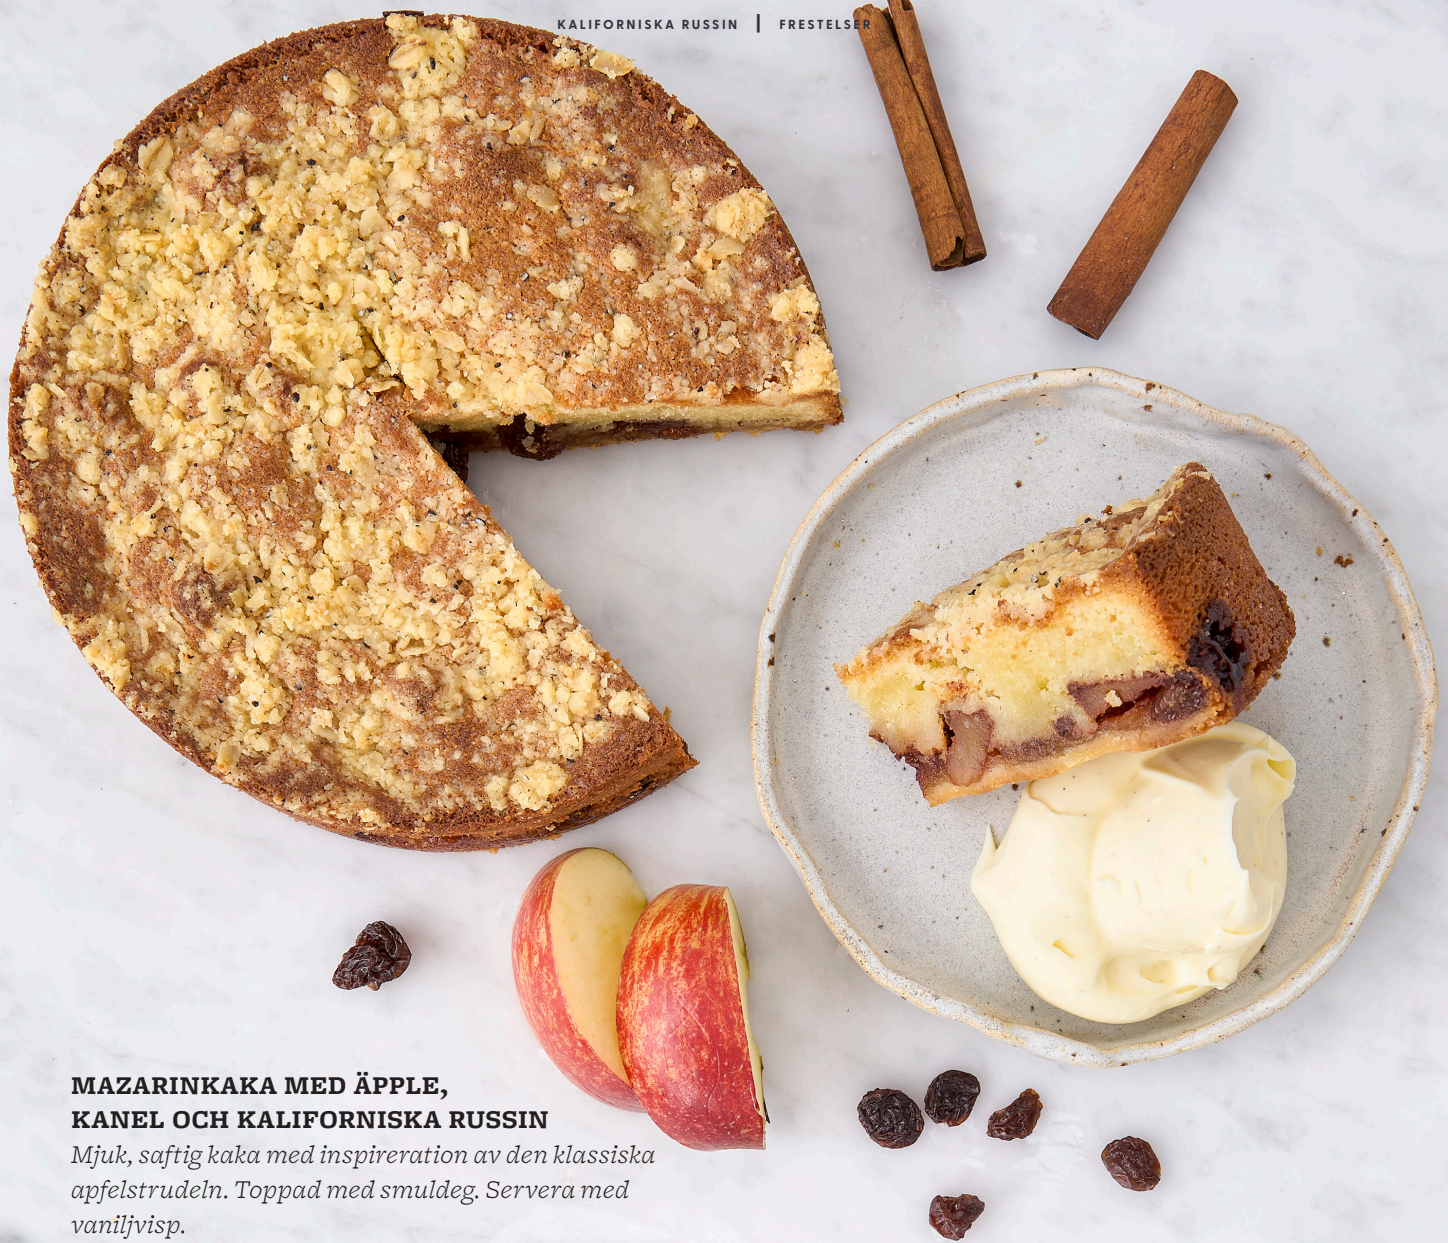 KALIFORNISKA RUSSIN | FRESTELSER
MAZARINKAKA MED ÄPPLE,
KANEL OCH KALIFORNISKA RUSSIN
Mjuk, saftig kaka med inspireration av den klassiska
apfelstrudeln. Toppad med smuldeg. Servera med
vaniljvisp.